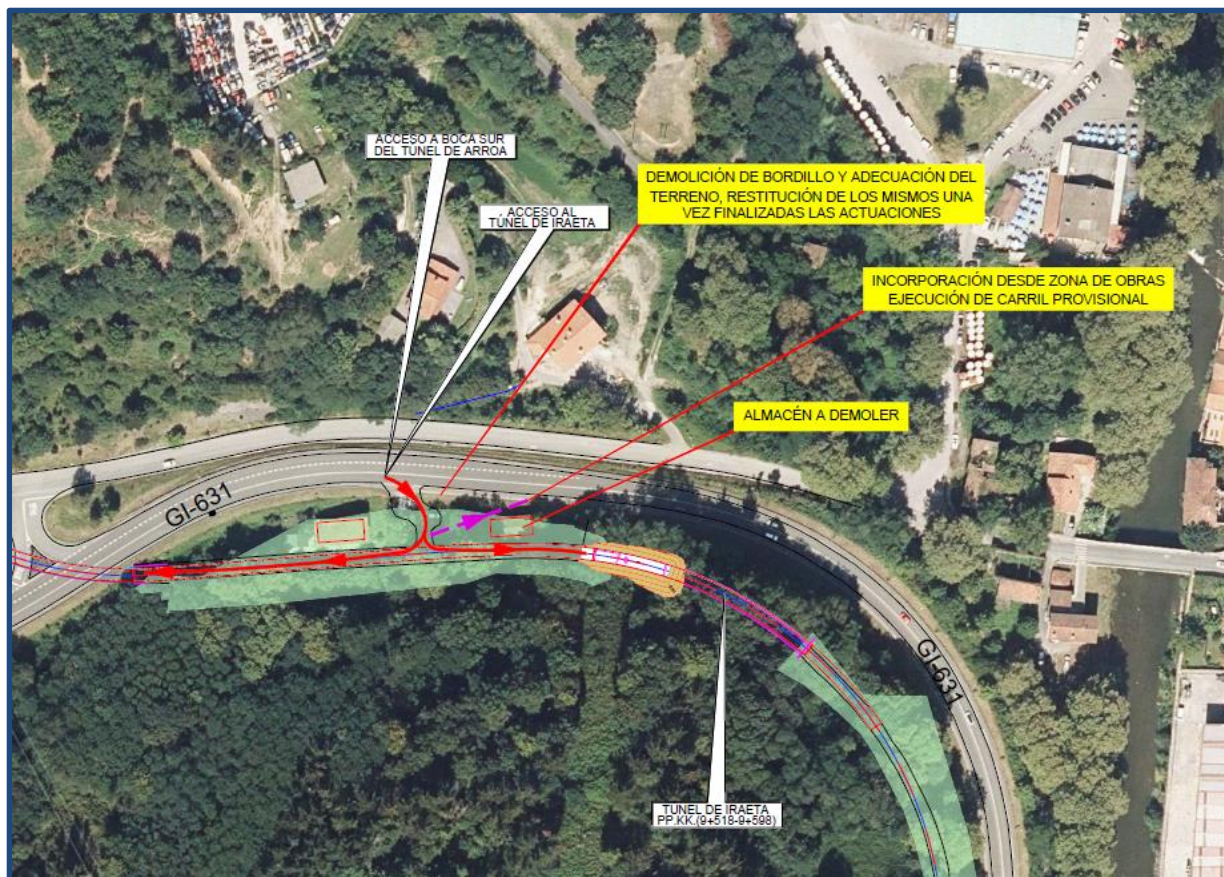 ACCESO A BOCA SUR
DEL TÚNEL DE ARROA
DEMOLICIÓN DE BORDILLO Y ADECUACIÓN DEL
TERRENO, RESTITUCIÓN DE LOS MISMOS UNA
VEZ FINALIZADAS LAS ACTUACIONES
ACCESO AL
TÚNEL DE IRAETA
INCORPORACIÓN DESDE ZONA DE OBRAS
EJECUCIÓN DE CARRIL PROVISIONAL
ALMACÉN A DEMOLER
GI-631
GI-631
TUNEL DE IRAETA
PP.KK.(9+518-9+598)